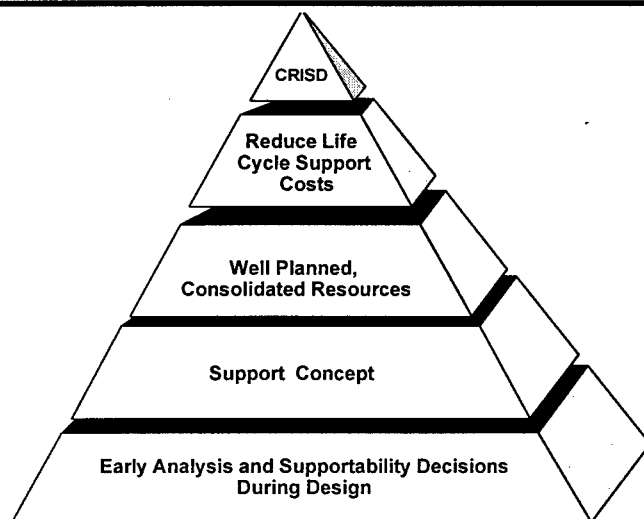 CRISD
Reduce Life
Cycle Support
Costs
Well Planned,
Consolidated Resources
Support Concept
Early Analysis and Supportability Decisions
During Design